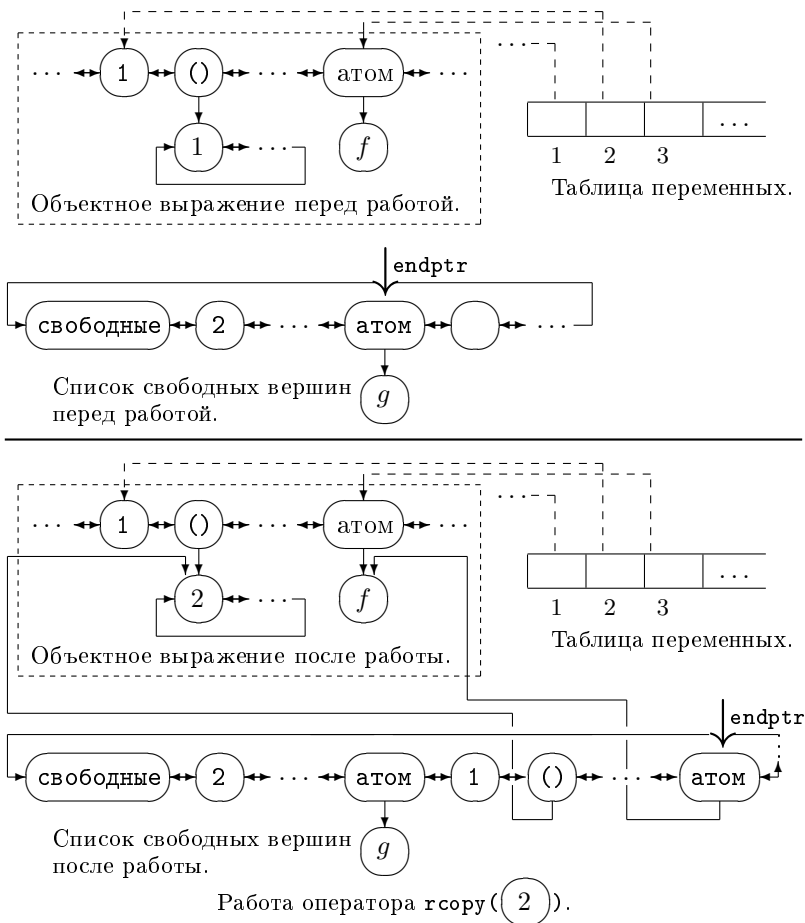 ... 1 () ... атом ... ...
1 ... f ...
1 2 3
Объектное выражение перед работой.
Таблица переменных.
endptr
свободные 2 ... атом ...
Список свободных вершин
перед работой.
g
... 1 () ... атом ... ...
2 ... f ...
1 2 3
Объектное выражение после работы.
Таблица переменных.
endptr
свободные 2 ... атом 1 () ... атом
Список свободных вершин
после работы.
g
Работа оператора rcopy( 2 ).